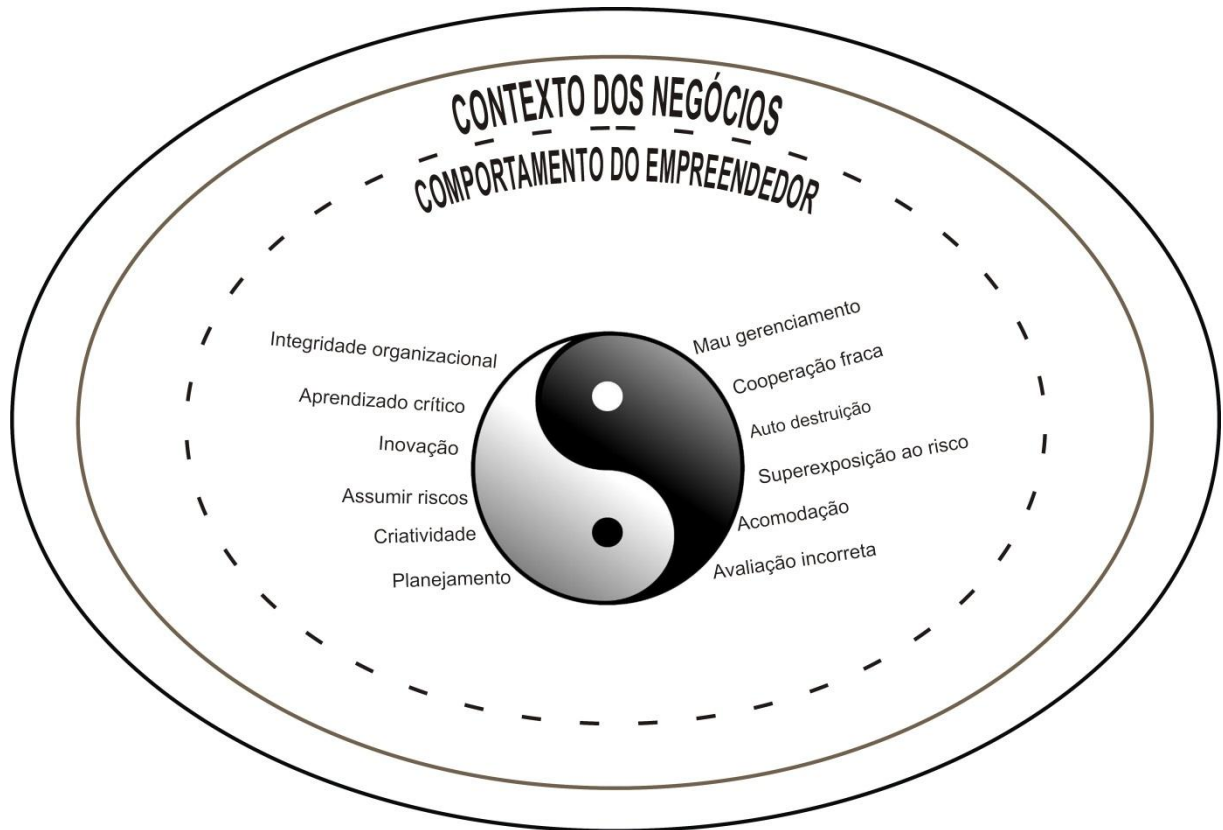 CONTEXTO DOS NEGÓCIOS
COMPORTAMENTO DO EMPREENDEDOR
Integridade organizacional
Aprendizado crítico
Inovação
Assumir riscos
Criatividade
Planejamento
Mau gerenciamento
Cooperação fraca
Auto destruição
Superexposição ao risco
Acomodação
Avaliação incorreta